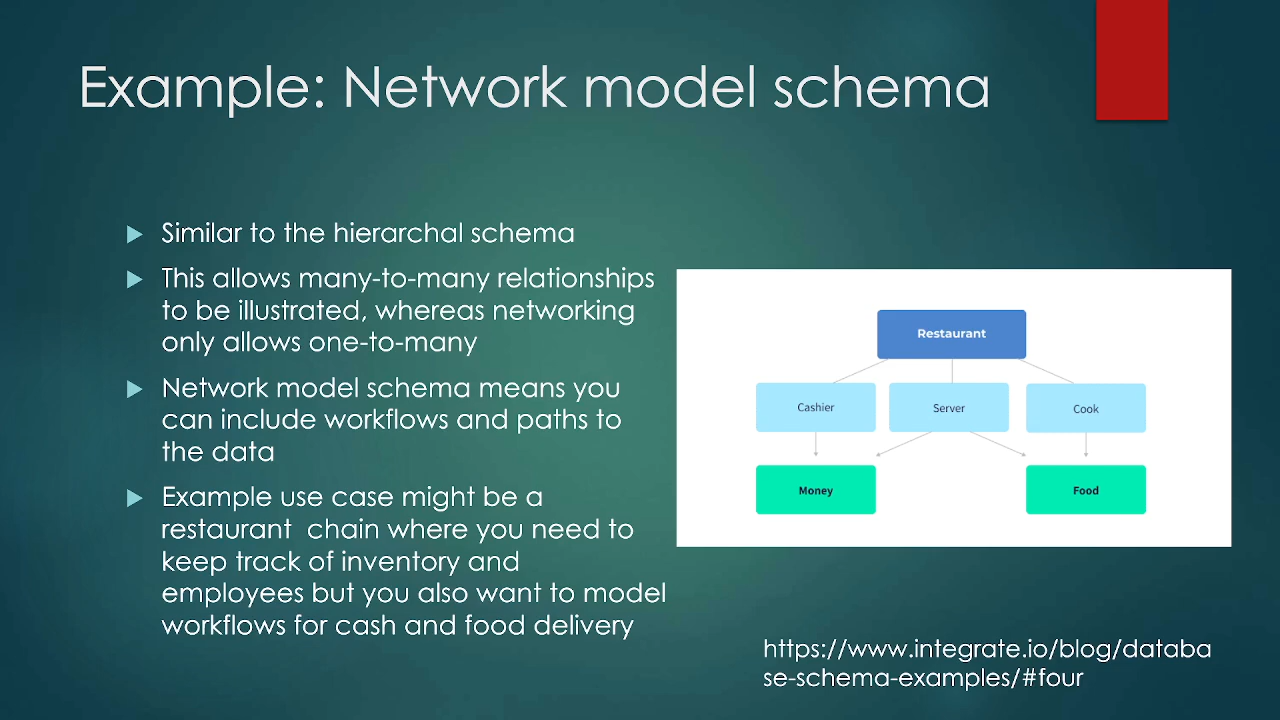 Example: Network model schema
Similar to the hierarchal schema
This allows many-to-many relationships
to be illustrated, whereas networking
only allows one-to-many
Network model schema means you
can include workflows and paths to
the data
Example use case might be a
restaurant  chain where you need to
keep track of inventory and
employees but you also want to model
workflows for cash and food delivery
Restaurant
Cashier
Server
Cook
Money
Food
https://www.integrate.io/blog/databa
se-schema-examples/#four